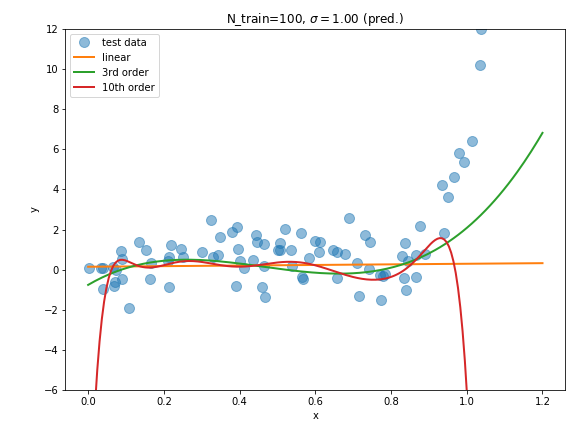 N_train=100, σ = 1.00 (pred.)
test data
linear
3rd order
10th order
12
10
8
6
4
2
0
−2
−4
−6
y
0.0 0.2 0.4 0.6 0.8 1.0 1.2
x